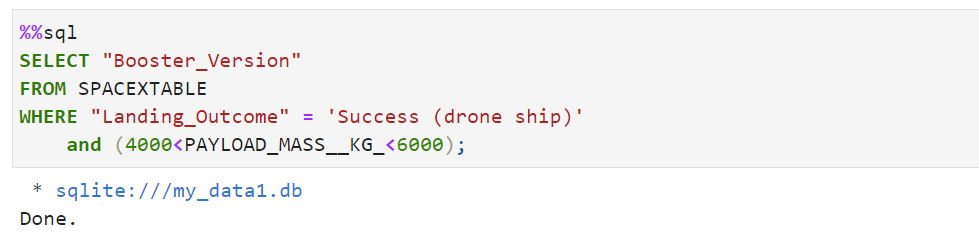 %%sql
SELECT "Booster_Version"
FROM SPACEXTABLE
WHERE "Landing_Outcome" = 'Success (drone ship)'
    and (4000<PAYLOAD_MASS__KG_<6000);
* sqlite:///my_data1.db
Done.